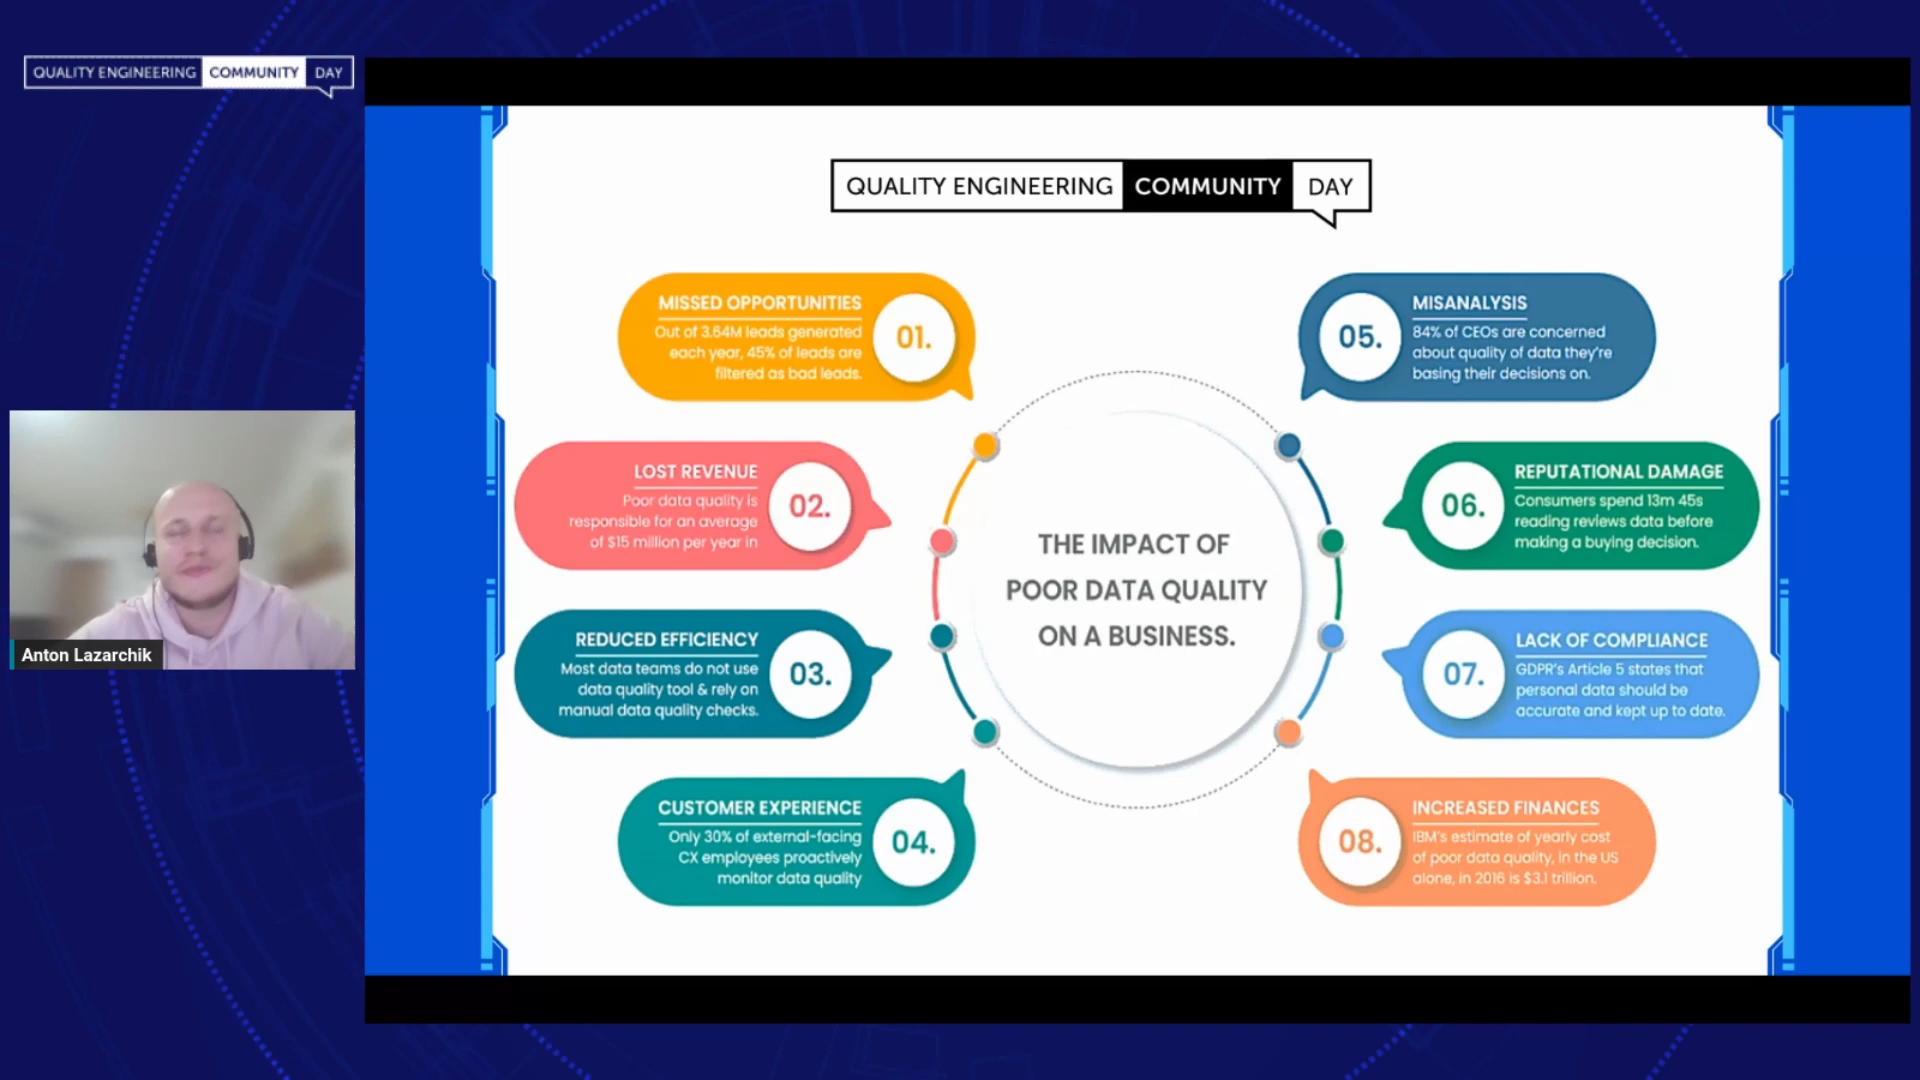 QUALITY ENGINEERING COMMUNITY DAY
Anton Lazarchik
QUALITY ENGINEERING COMMUNITY DAY
MISSED OPPORTUNITIES
Out of 3.64M leads generated
each year, 45% of leads are
filtered as bad leads.
01.
LOST REVENUE
Poor data quality is
responsible for an average
of $15 million per year in
02.
REDUCED EFFICIENCY
Most data teams do not use
data quality tool & rely on
manual data quality checks.
03.
CUSTOMER EXPERIENCE
Only 30% of external-facing
CX employees proactively
monitor data quality
04.
THE IMPACT OF
POOR DATA QUALITY
ON A BUSINESS.
05.
MISANALYSIS
84% of CEOs are concerned
about quality of data they're
basing their decisions on.
06.
REPUTATIONAL DAMAGE
Consumers spend 13m 45s
reading reviews data before
making a buying decision.
07.
LACK OF COMPLIANCE
GDPR's Article 5 states that
personal data should be
accurate and kept up to date.
08.
INCREASED FINANCES
IBM's estimate of yearly cost
of poor data quality, in the US
alone, in 2016 is $3.1 trillion.